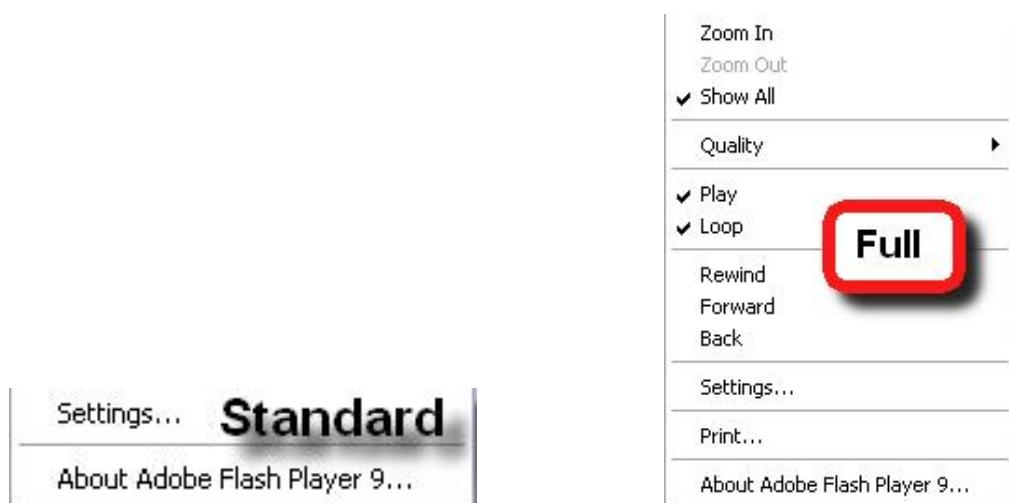 Settings...
Standard
About Adobe Flash Player 9...
Zoom In
Zoom Out
Show All
Quality
Play
Loop
Full
Rewind
Forward
Back
Settings...
Print...
About Adobe Flash Player 9...